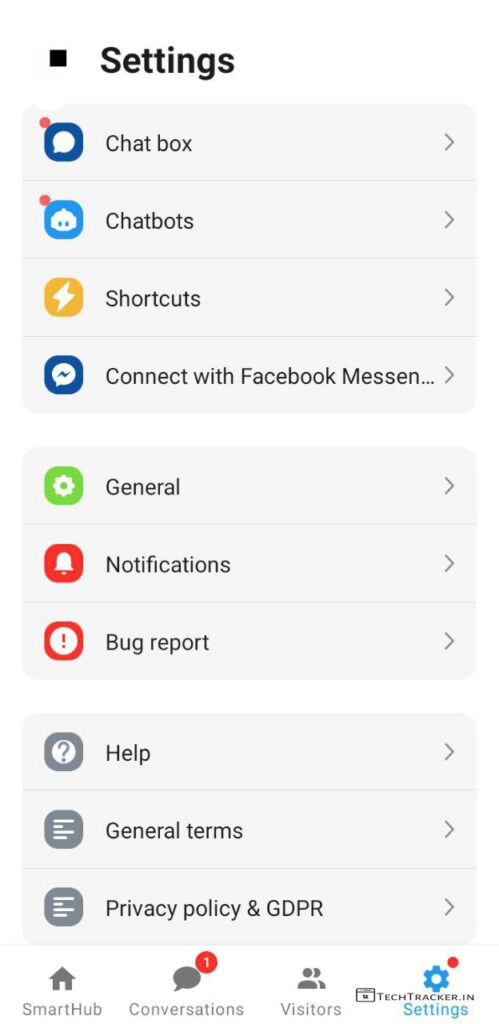 Settings
Chat box
Chatbots
Shortcuts
Connect with Facebook Messen...
General
Notifications
Bug report
Help
General terms
Privacy policy & GDPR
1
SmartHub
Conversations
Visitors
TECHTRACKER.IN
Settings